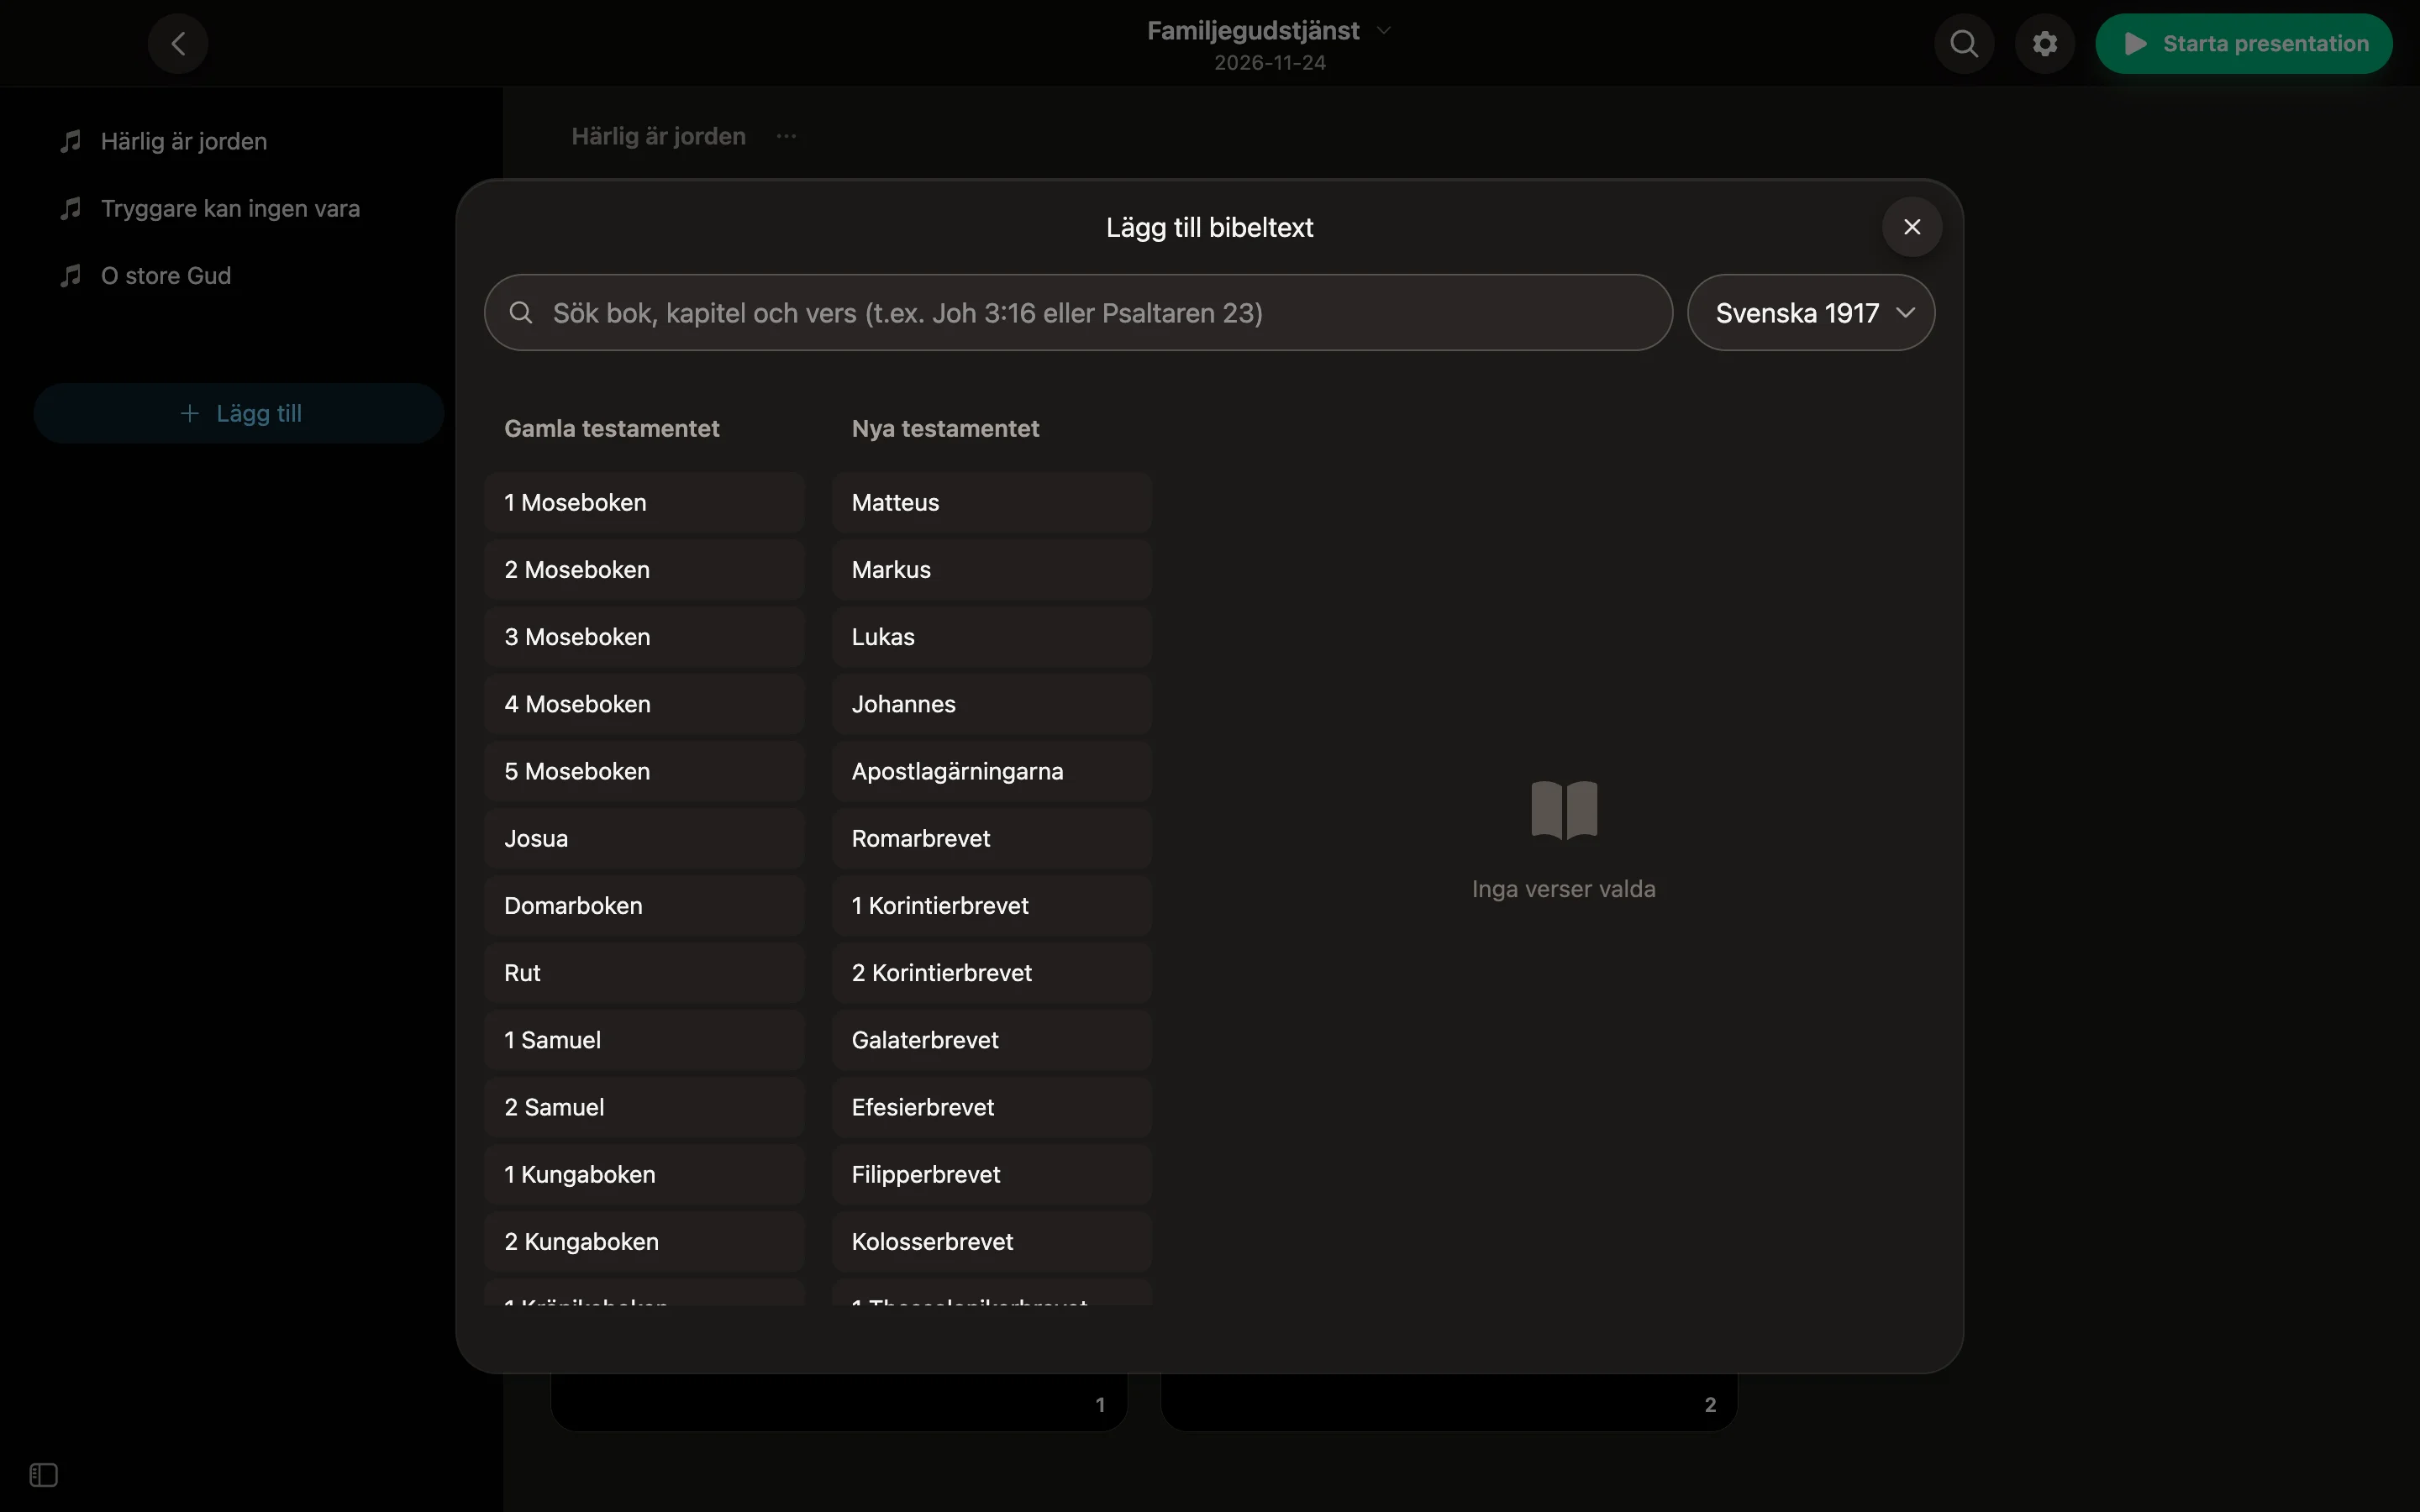 Familjegudstjänst
2026-11-24
Starta presentation
Härlig är jorden
Tryggare kan ingen vara
O store Gud
Lägg till
Härlig är jorden
Lägg till bibeltext
Sök bok, kapitel och vers (t.ex. Joh 3:16 eller Psaltaren 23)
Svenska 1917
Gamla testamentet
1 Moseboken
2 Moseboken
3 Moseboken
4 Moseboken
5 Moseboken
Josua
Domarboken
Rut
1 Samuel
2 Samuel
1 Kungaboken
2 Kungaboken
1 Krönikeboken
Nya testamentet
Matteus
Markus
Lukas
Johannes
Apostlagärningarna
Romarbrevet
1 Korintierbrevet
2 Korintierbrevet
Galaterbrevet
Efesierbrevet
Filipperbrevet
Kolosserbrevet
1 Thessalonikerbrevet
Inga verser valda
1
2